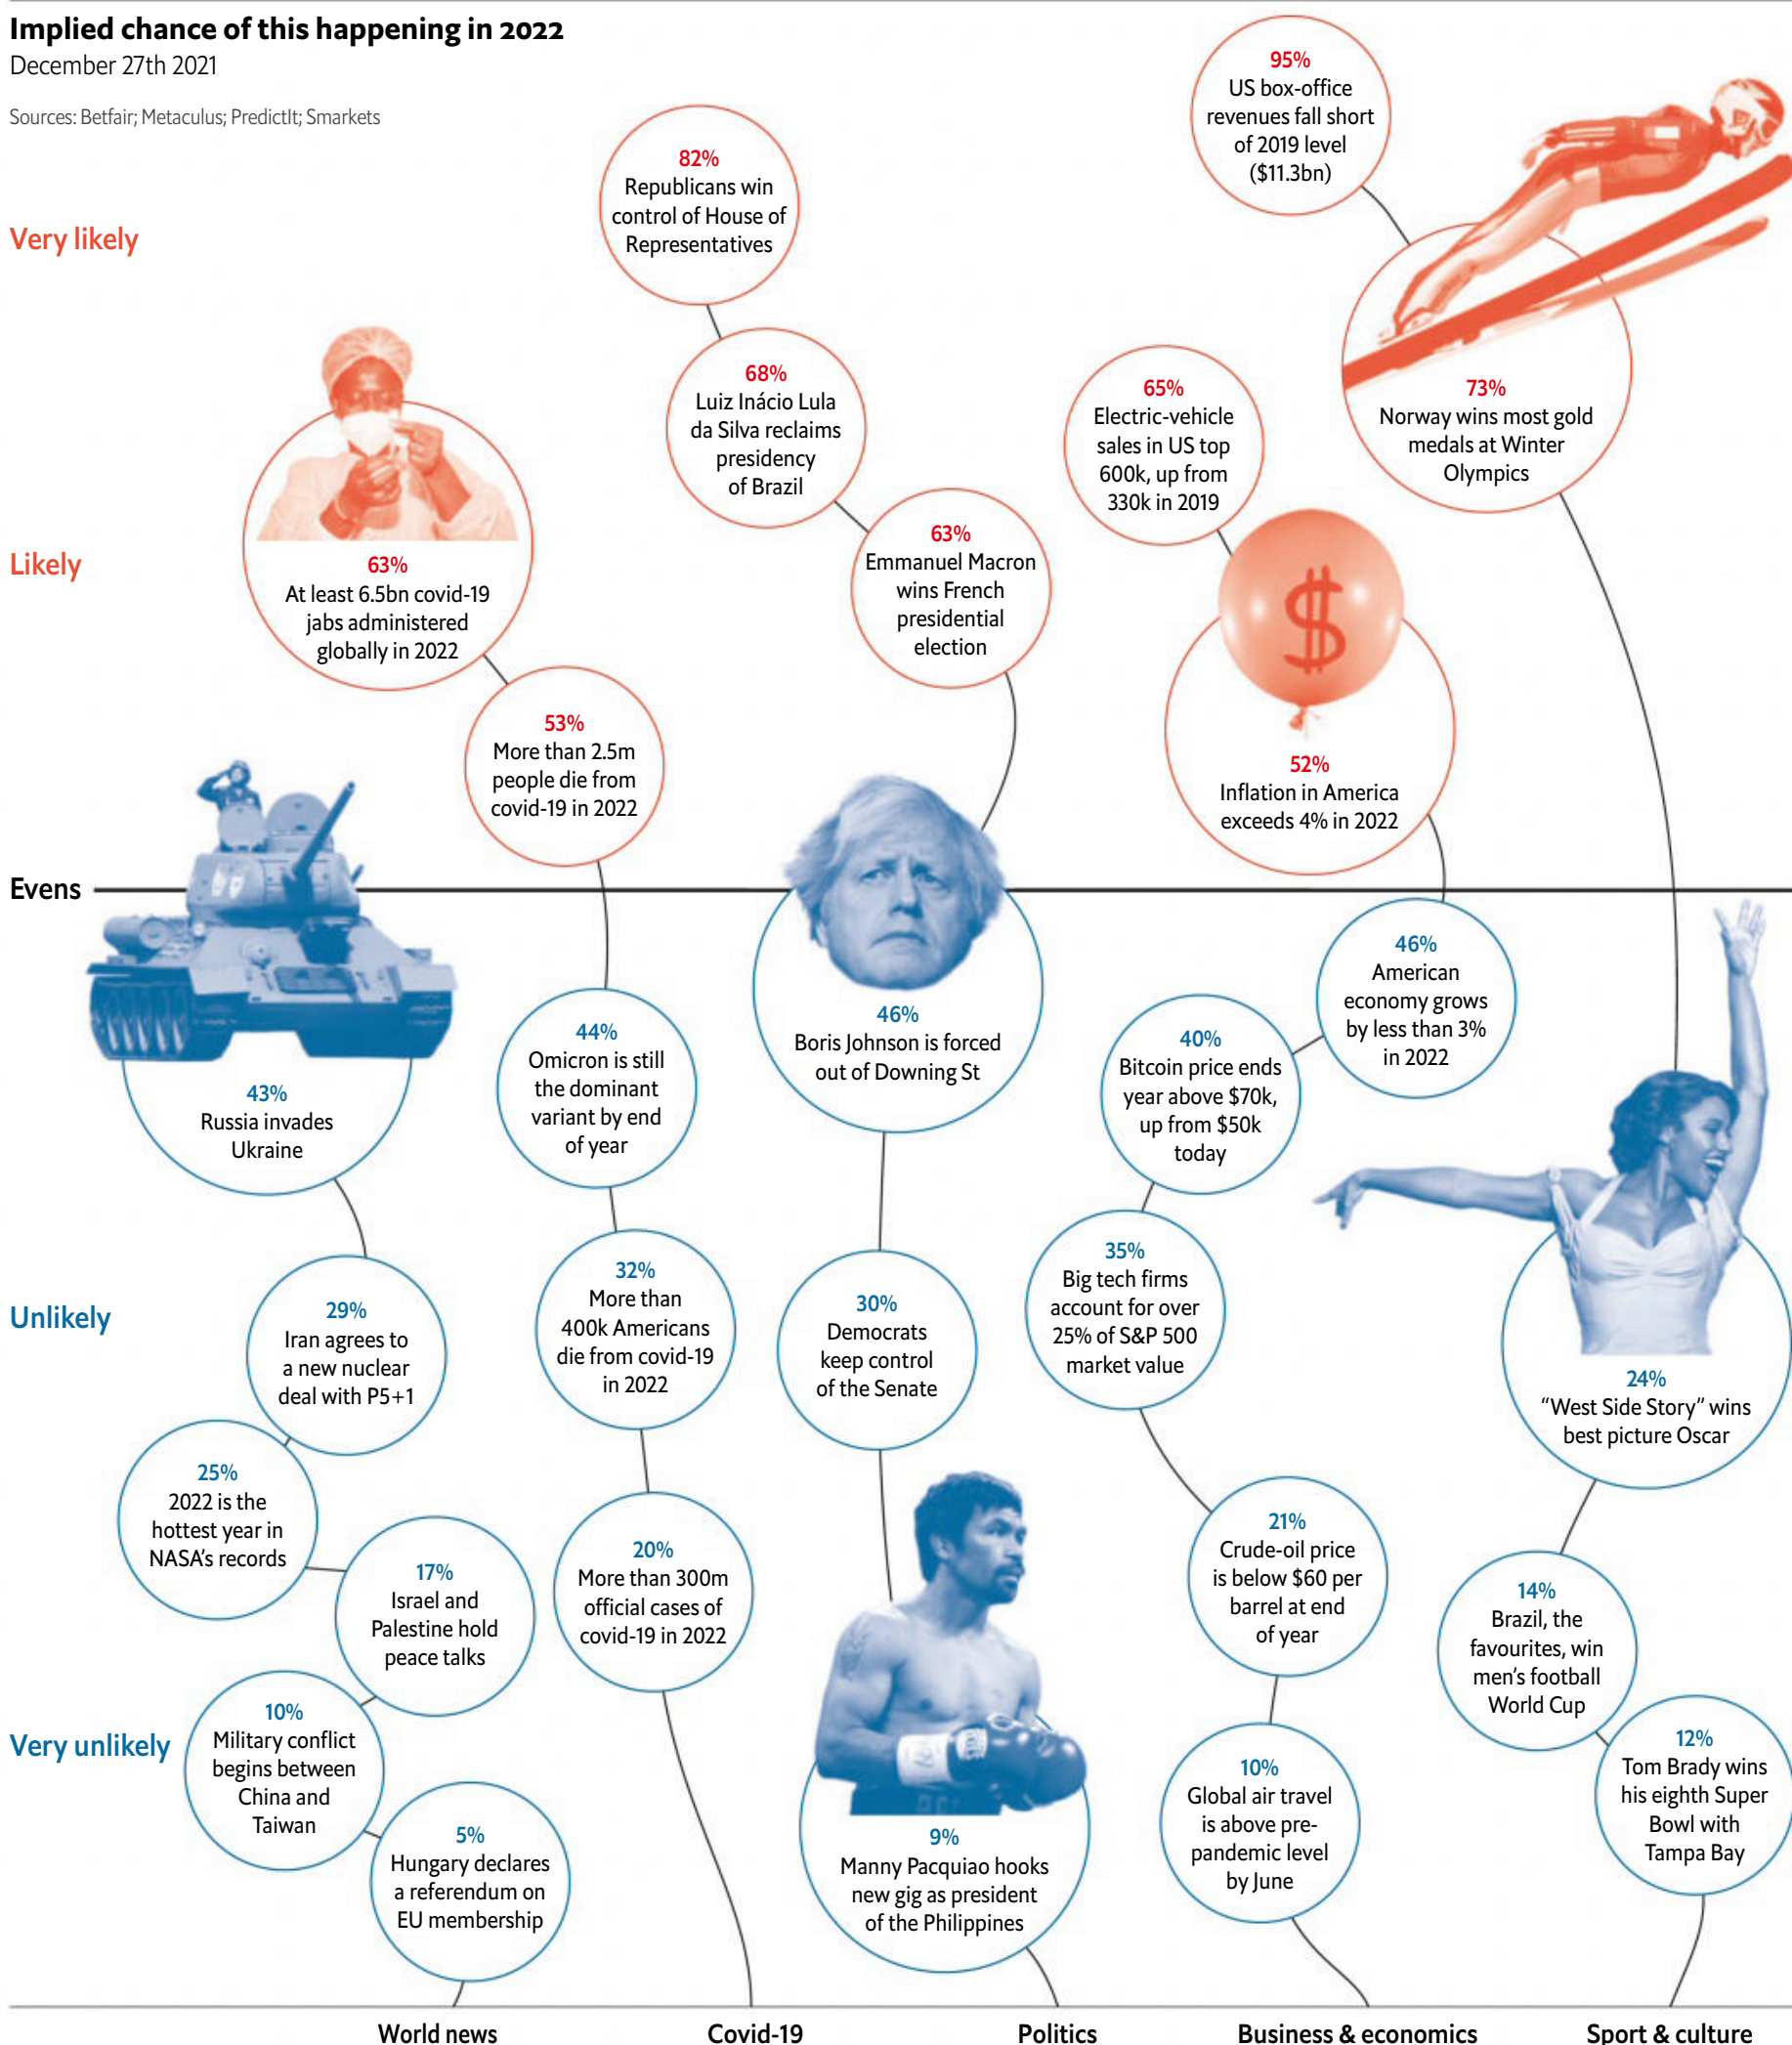 Implied chance of this happening in 2022
December 27th 2021
Sources: Betfair; Metaculus; PredictIt; Smarkets
95%
US box-office
revenues fall short
of 2019 level
($11.3bn)
82%
Republicans win
control of House of
Representatives
Very likely
68%
Luiz Inácio Lula
da Silva reclaims
presidency
of Brazil
65%
Electric-vehicle
sales in US top
600k, up from
330k in 2019
73%
Norway wins most gold
medals at Winter
Olympics
Likely
63%
At least 6.5bn covid-19
jabs administered
globally in 2022
63%
Emmanuel Macron
wins French
presidential
election
$
53%
More than 2.5m
people die from
covid-19 in 2022
52%
Inflation in America
exceeds 4% in 2022
Evens
43%
Russia invades
Ukraine
44%
Omicron is still
the dominant
variant by end
of year
46%
Boris Johnson is forced
out of Downing St
40%
Bitcoin price ends
year above $70k,
up from $50k
today
46%
American
economy grows
by less than 3%
in 2022
Unlikely
29%
Iran agrees to
a new nuclear
deal with P5+1
32%
More than
400k Americans
die from covid-19
in 2022
30%
Democrats
keep control
of the Senate
35%
Big tech firms
account for over
25% of S&P 500
market value
24%
“West Side Story” wins
best picture Oscar
25%
2022 is the
hottest year in
NASA’s records
17%
Israel and
Palestine hold
peace talks
20%
More than 300m
official cases of
covid-19 in 2022
21%
Crude-oil price
is below $60 per
barrel at end
of year
14%
Brazil, the
favourites, win
men’s football
World Cup
Very unlikely
10%
Military conflict
begins between
China and
Taiwan
5%
Hungary declares
a referendum on
EU membership
9%
Manny Pacquiao hooks
new gig as president
of the Philippines
10%
Global air travel
is above pre-
pandemic level
by June
12%
Tom Brady wins
his eighth Super
Bowl with
Tampa Bay
World news
Covid-19
Politics
Business & economics
Sport & culture